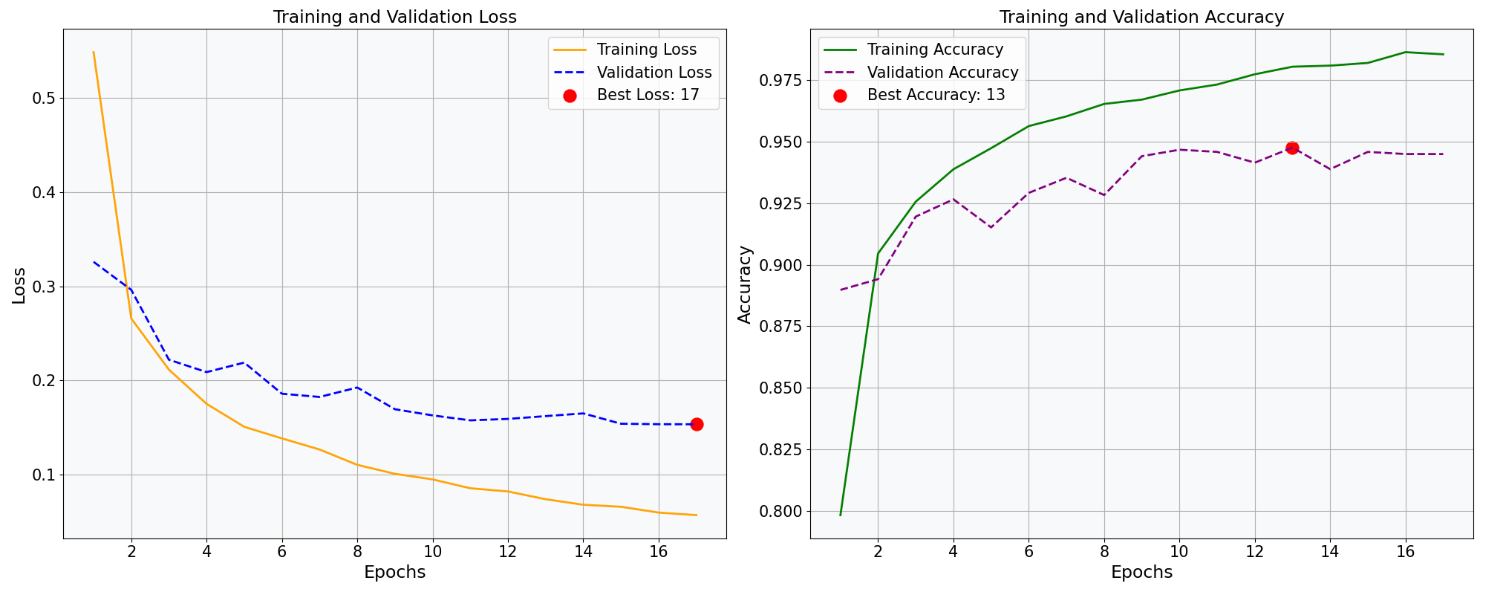 Training and Validation Loss
Training Loss
Validation Loss
Best Loss: 17
0.5
0.4
0.3
0.2
0.1
Loss
2 4 6 8 10 12 14 16
Epochs
Training and Validation Accuracy
Training Accuracy
Validation Accuracy
Best Accuracy: 13
0.975
0.950
0.925
0.900
0.875
0.850
0.825
0.800
Accuracy
2 4 6 8 10 12 14 16
Epochs